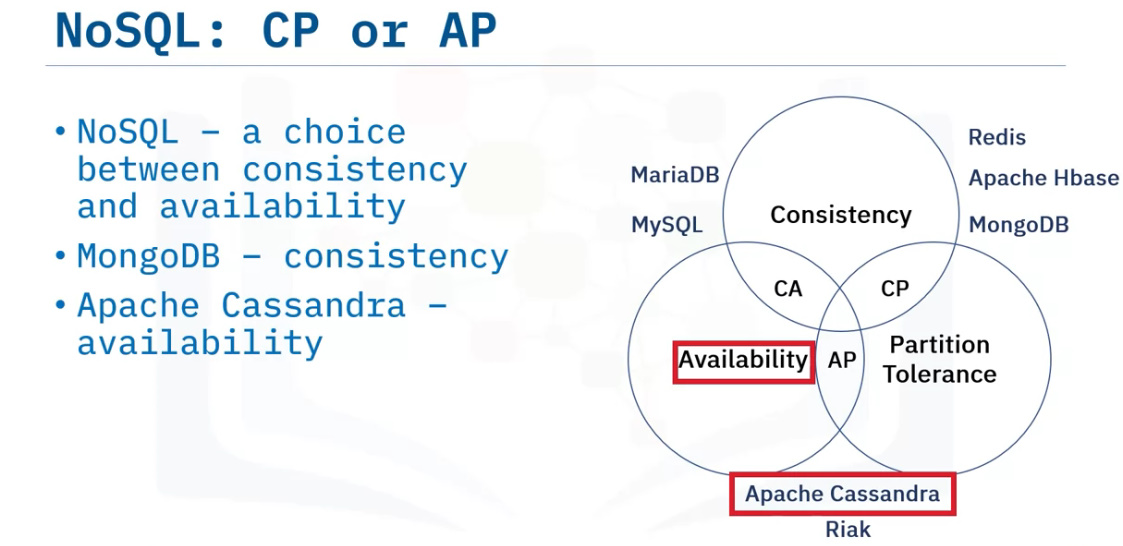 NoSQL: CP or AP
• NoSQL – a choice
between consistency
and availability
• MongoDB – consistency
• Apache Cassandra –
availability
Redis
MariaDB
Apache Hbase
Consistency
MySQL
MongoDB
CA
CP
Availability
AP
Partition
Tolerance
Apache Cassandra
Riak